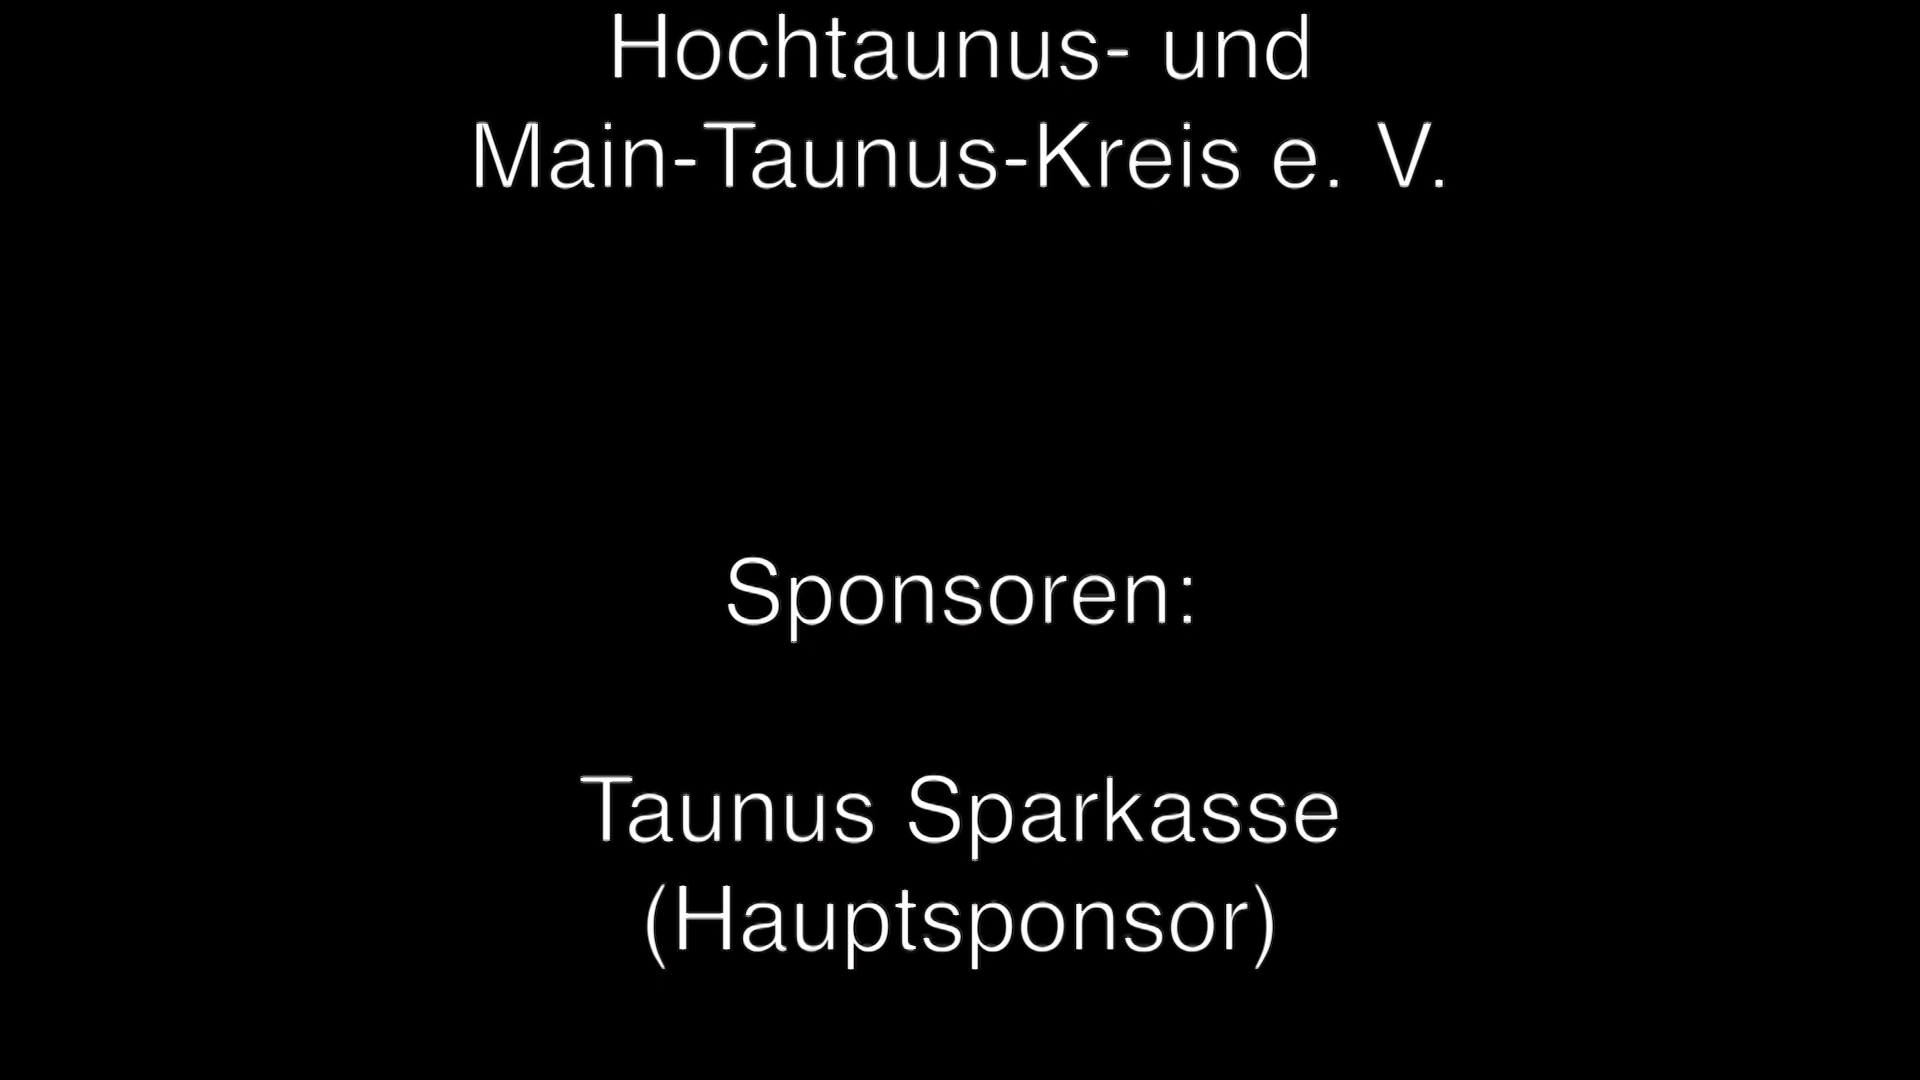 Hochtaunus- und
Main-Taunus-Kreis e. V.
Sponsoren:
Taunus Sparkasse
(Hauptsponsor)